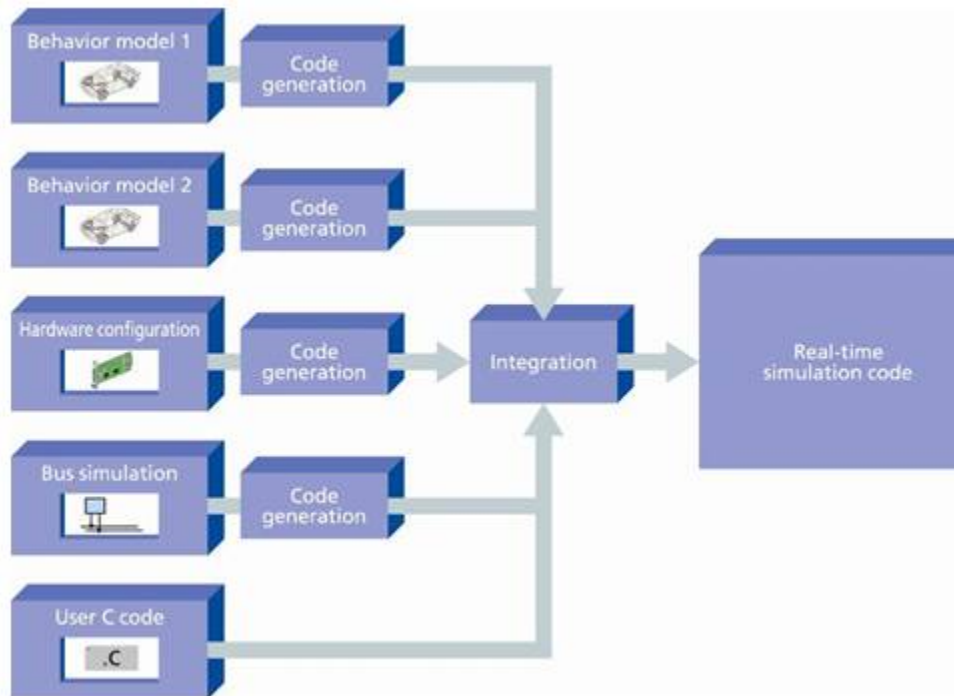 Behavior model 1
Code
generation
Behavior model 2
Code
generation
Hardware configuration
Code
generation
Integration
Real-time
simulation code
Bus simulation
Code
generation
User C code
.C